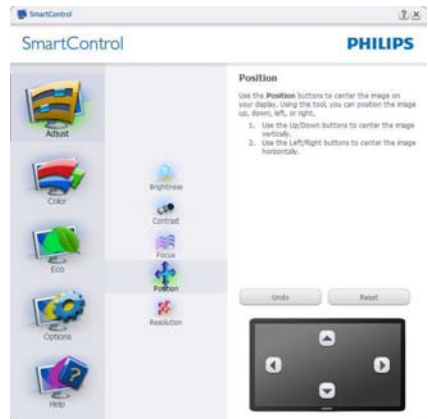 SmartControl
SmartControl
PHILIPS
Adjust
Color
Eco
Options
Help
Brightness
Contrast
Focus
Position
Resolution
Position
Use the Position buttons to center the image on
your display. Using the tool, you can position the image
up, down, left, or right.
1. Use the Up/Down buttons to center the image
vertically.
2. Use the Left/Right buttons to center the image
horizontally.
Undo
Reset